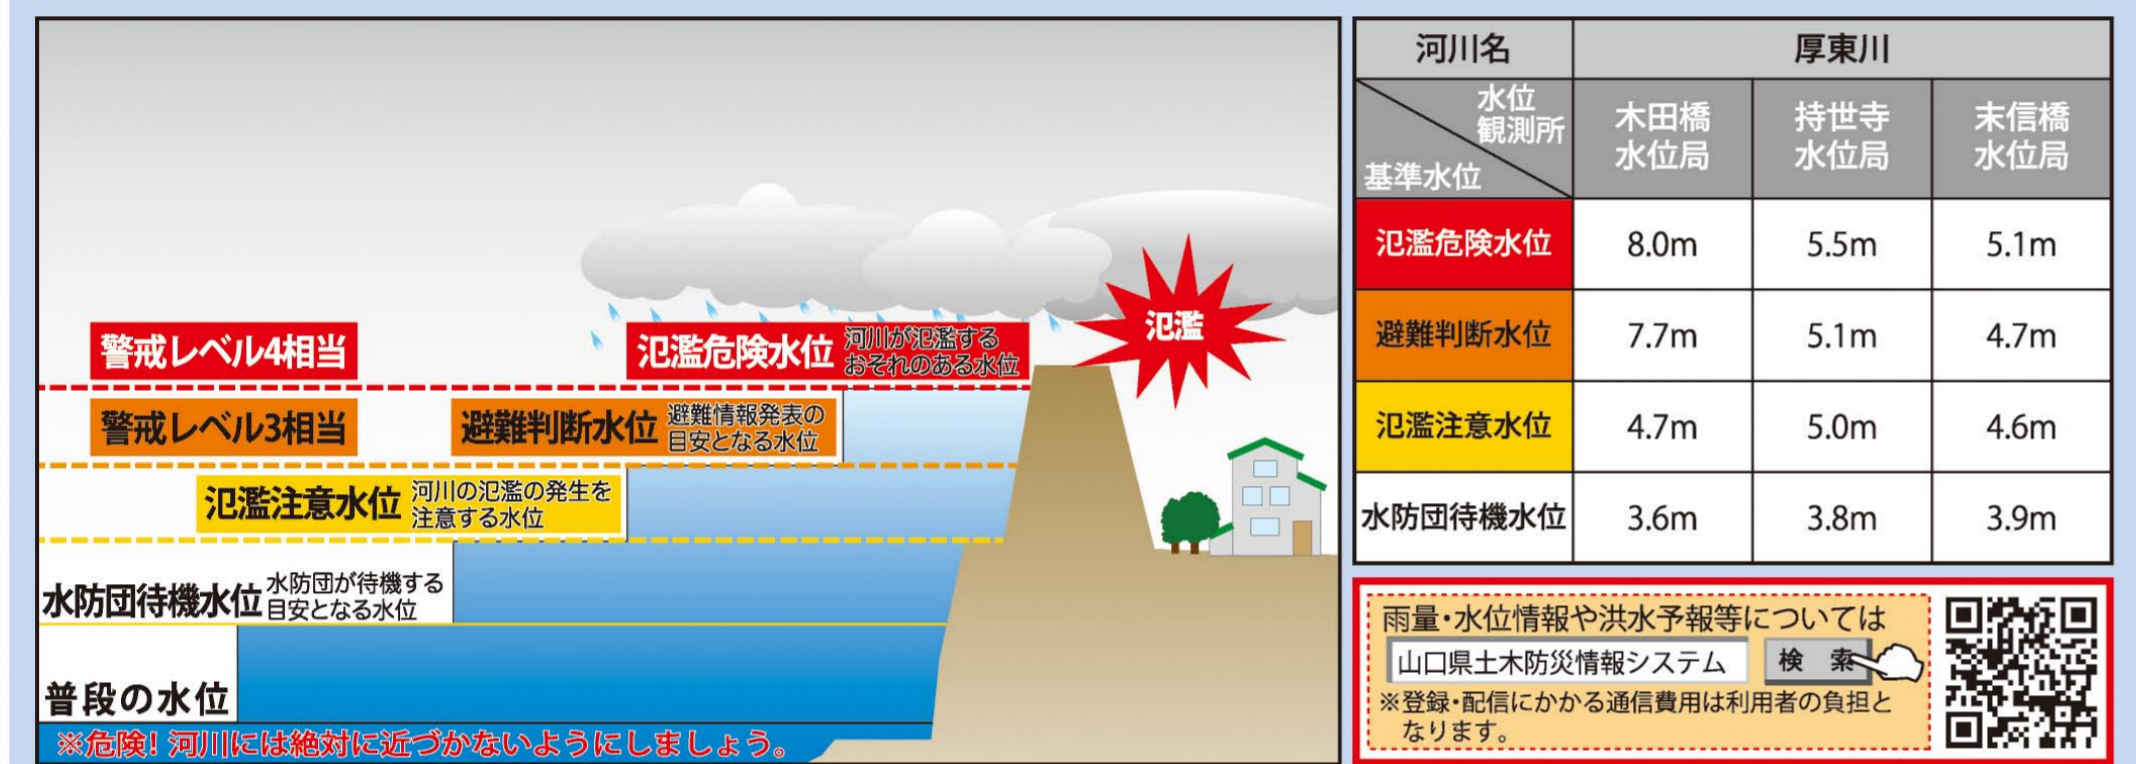 警戒レベル4相当
氾濫危険水位 河川が氾濫する
おそれのある水位
氾濫
警戒レベル3相当
避難判断水位 避難情報発表の
目安となる水位
氾濫注意水位 河川の氾濫の発生を
注意する水位
水防団待機水位 水防団が待機する
目安となる水位
普段の水位
※危険!河川には絶対に近づかないようにしましょう。
河川名 厚東川
水位
観測所
基準水位
木田橋
水位局
持世寺
水位局
末信橋
水位局
氾濫危険水位 8.0m 5.5m 5.1m
避難判断水位 7.7m 5.1m 4.7m
氾濫注意水位 4.7m 5.0m 4.6m
水防団待機水位 3.6m 3.8m 3.9m
雨量・水位情報や洪水予報等については
山口県土木防災情報システム 検 索
※登録・配信にかかる通信費用は利用者の負担と
なります。